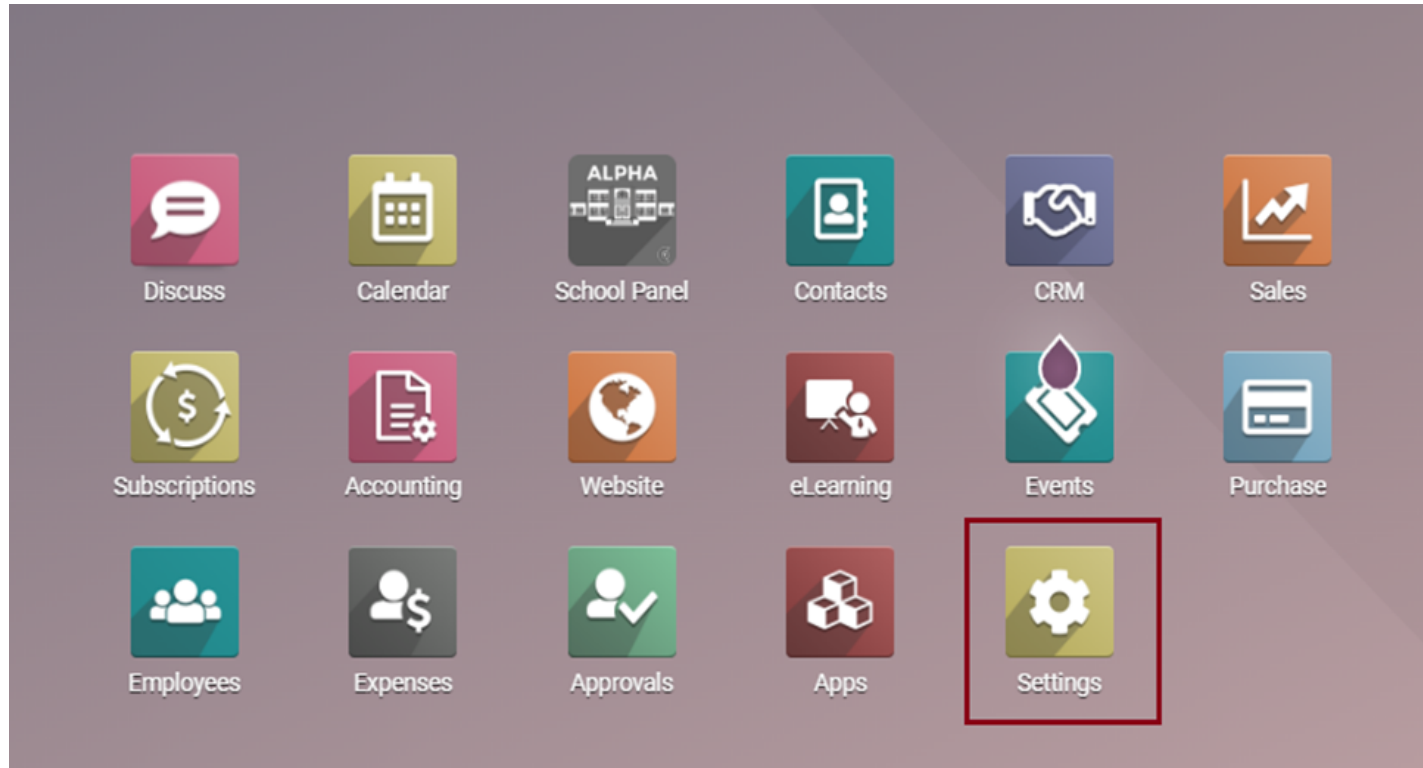 ALPHA
Discuss Calendar School Panel Contacts CRM Sales
$
Subscriptions Accounting Website eLearning Events Purchase
$
Employees Expenses Approvals Apps Settings